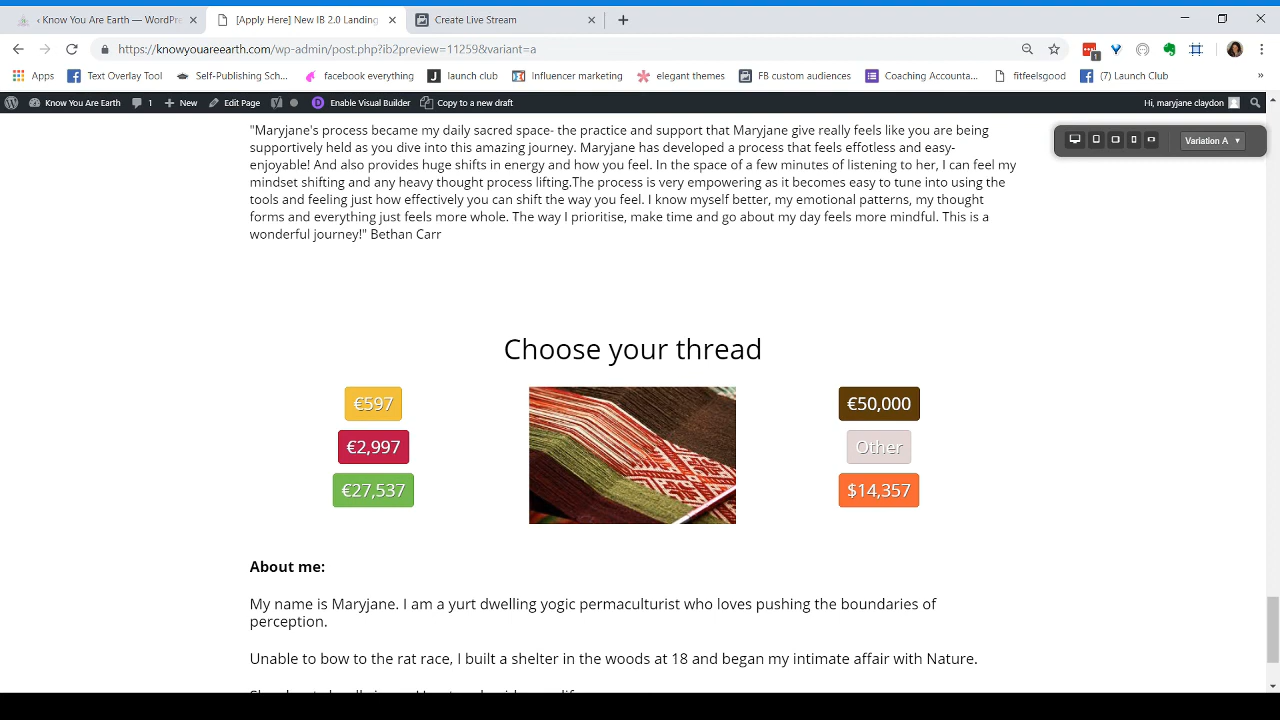 ‹ Know You Are Earth — WordPre
[Apply Here] New IB 2.0 Landing
Create Live Stream
https://knowyouareearth.com/wp-admin/post.php?ib2preview=11259&variant=a
1
Apps
Text Overlay Tool
Self-Publishing Sch...
facebook everything
launch club
Influencer marketing
elegant themes
FB custom audiences
Coaching Accounta...
fitfeelsgood
(7) Launch Club
»
Know You Are Earth
1
New
Edit Page
Enable Visual Builder
Copy to a new draft
Hi, maryjane claydon
Variation A
"Maryjane's process became my daily sacred space- the practice and support that Maryjane give really feels like you are being
supportively held as you dive into this amazing journey. Maryjane has developed a process that feels effotless and easy-
enjoyable! And also provides huge shifts in energy and how you feel. In the space of a few minutes of listening to her, I can feel my
mindset shifting and any heavy thought process lifting.The process is very empowering as it becomes easy to tune into using the
tools and feeling just how effectively you can shift the way you feel. I know myself better, my emotional patterns, my thought
forms and everything just feels more whole. The way I prioritise, make time and go about my day feels more mindful. This is a
wonderful journey!" Bethan Carr
Choose your thread
€597
€2,997
€27,537
€50,000
Other
$14,357
About me:
My name is Maryjane. I am a yurt dwelling yogic permaculturist who loves pushing the boundaries of
perception.
Unable to bow to the rat race, I built a shelter in the woods at 18 and began my intimate affair with Nature.